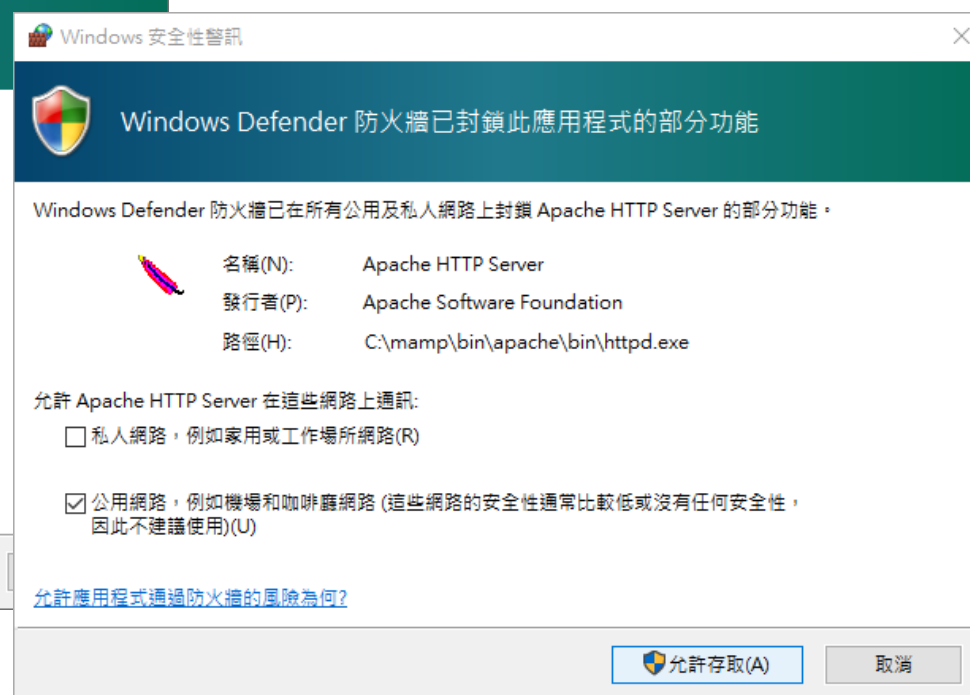 Windows 安全性警訊
Windows Defender 防火牆已封鎖此應用程式的部分功能
Windows Defender 防火牆已在所有公用及私人網路上封鎖 Apache HTTP Server 的部分功能。
名稱(N): Apache HTTP Server
發行者(P): Apache Software Foundation
路徑(H): C:\mamp\bin\apache\bin\httpd.exe
允許 Apache HTTP Server 在這些網路上通訊:
私人網路，例如家用或工作場所網路(R)
公用網路，例如機場和咖啡廳網路 (這些網路的安全性通常比較低或沒有任何安全性，
因此不建議使用)(U)
允許應用程式通過防火牆的風險為何?
允許存取(A) 取消